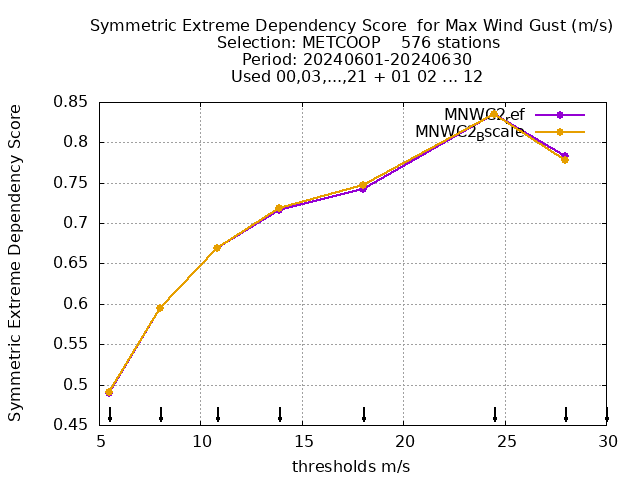 Symmetric Extreme Dependency Score for Max Wind Gust (m/s)
Selection: METCOOP 576 stations
Period: 20240601-20240630
Used 00,03,...,21 + 01 02 ... 12
Symmetric Extreme Dependency Score
0.85
0.8
0.75
0.7
0.65
0.6
0.55
0.5
0.45
MNWC2ref
MNWC2Bscale
5 10 15 20 25 30
thresholds m/s